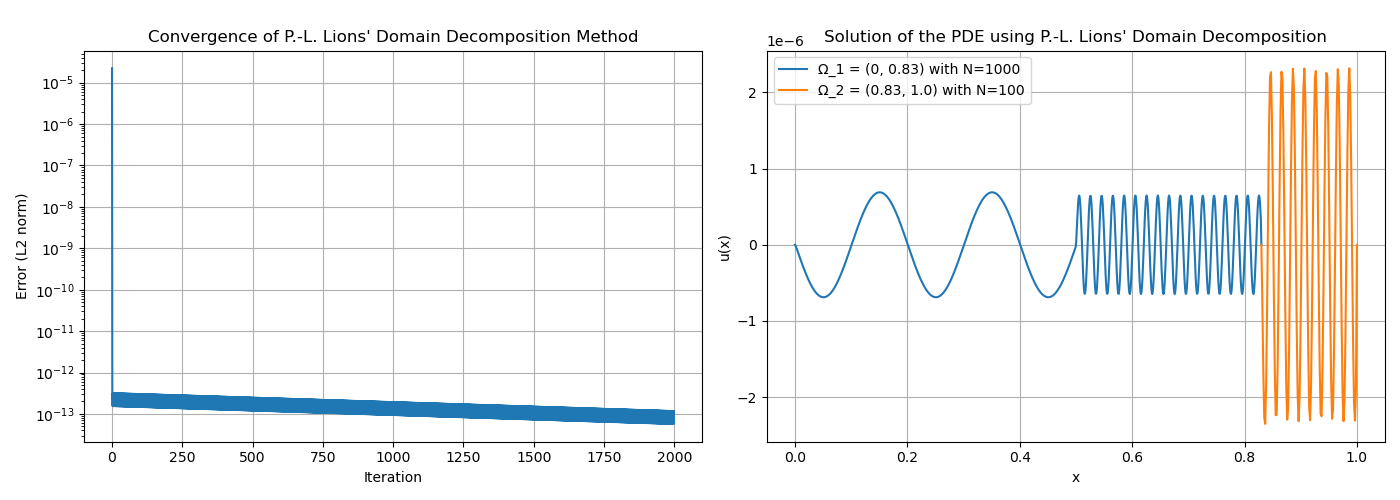 Convergence of P.-L. Lions' Domain Decomposition Method
Error (L2 norm)
10⁻⁵
10⁻⁶
10⁻⁷
10⁻⁸
10⁻⁹
10⁻¹⁰
10⁻¹¹
10⁻¹²
10⁻¹³
0 250 500 750 1000 1250 1500 1750 2000
Iteration
Solution of the PDE using P.-L. Lions' Domain Decomposition
1e−6
Ω_1 = (0, 0.83) with N=1000
Ω_2 = (0.83, 1.0) with N=100
u(x)
2
1
0
−1
−2
0.0 0.2 0.4 0.6 0.8 1.0
x